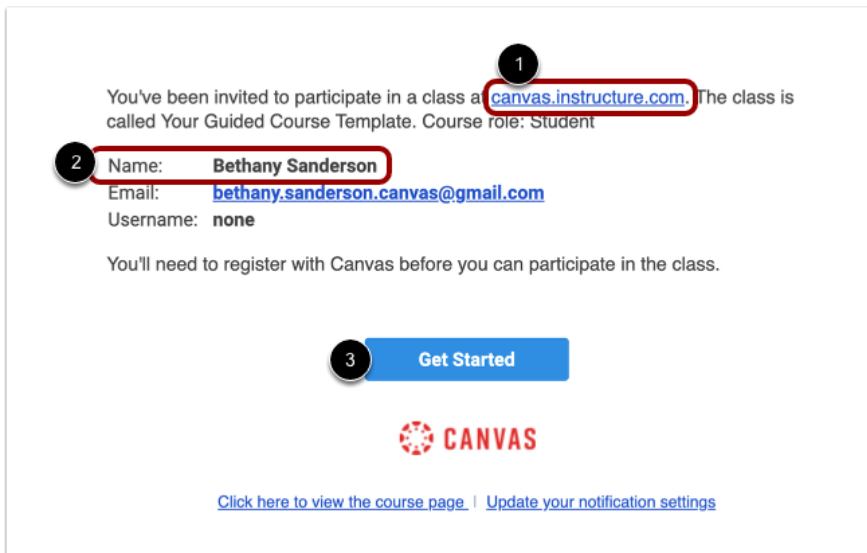 1
You've been invited to participate in a class at canvas.instructure.com. The class is
called Your Guided Course Template. Course role: Student
2
Name: Bethany Sanderson
Email: bethany.sanderson.canvas@gmail.com
Username: none
You'll need to register with Canvas before you can participate in the class.
3 Get Started
CANVAS
Click here to view the course page | Update your notification settings